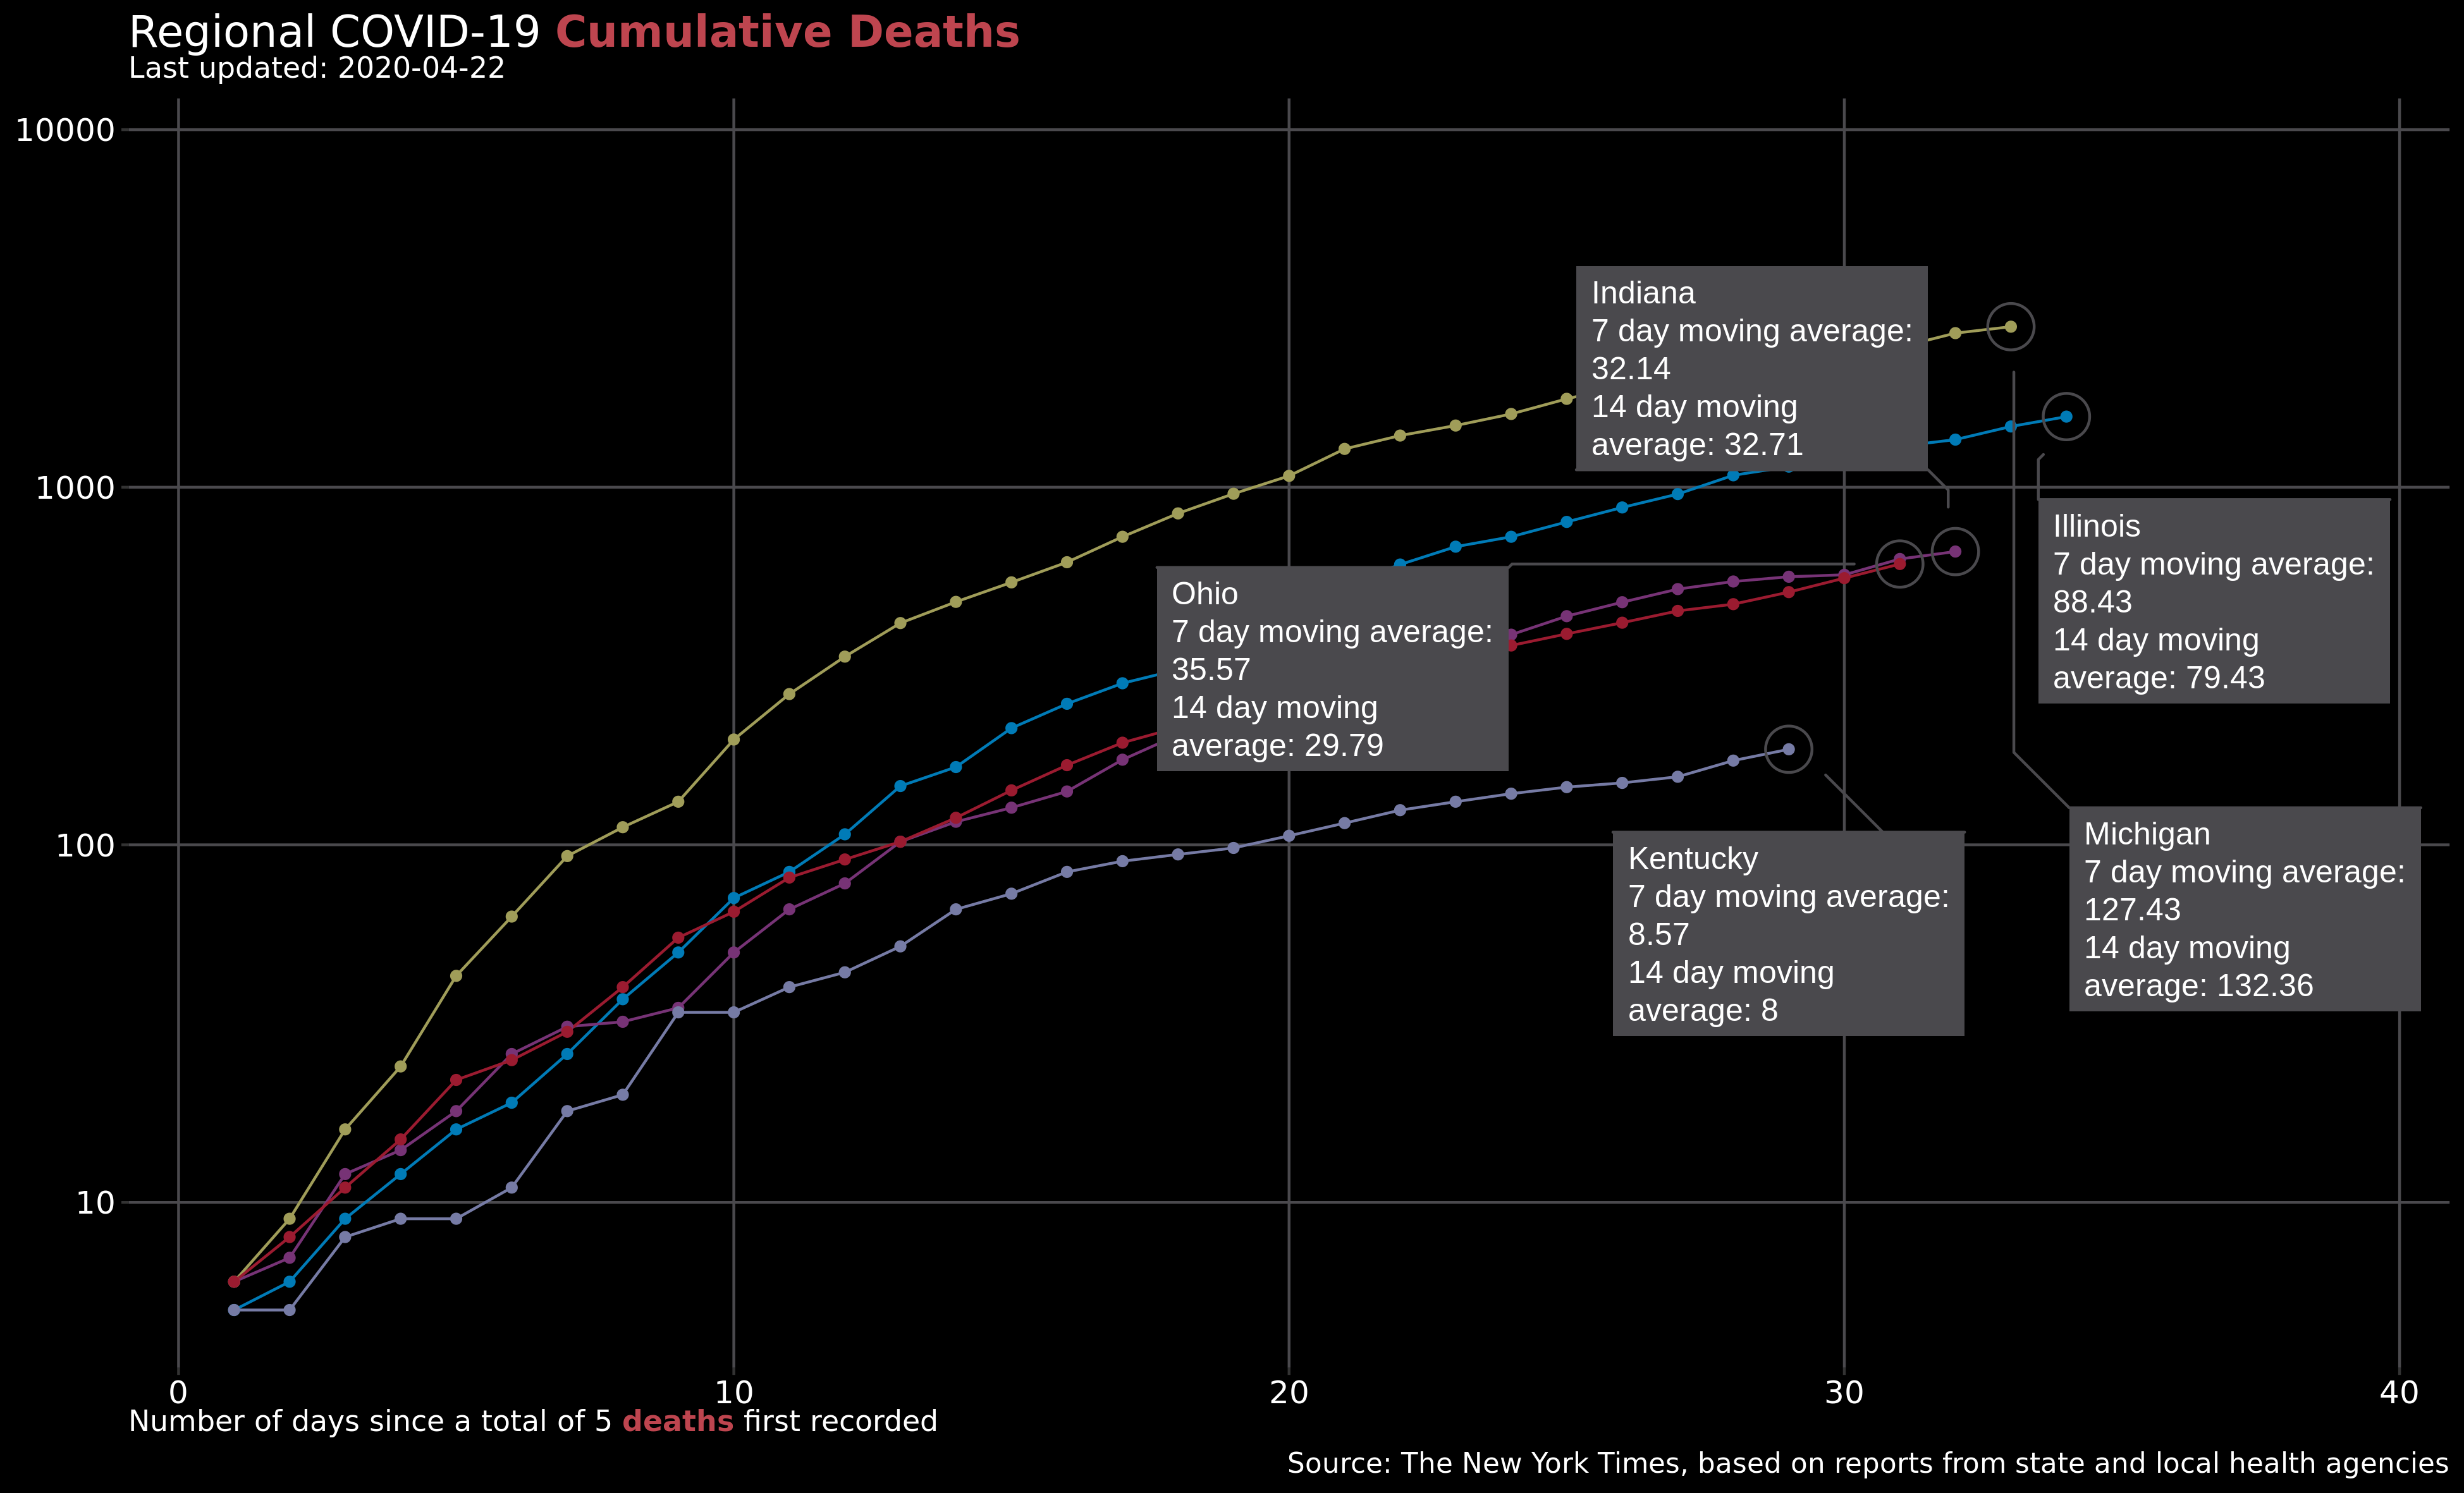 Regional COVID-19 Cumulative Deaths
Last updated: 2020-04-22
10000
1000
100
10
Indiana
7 day moving average:
32.14
14 day moving
average: 32.71
Illinois
7 day moving average:
88.43
14 day moving
average: 79.43
Ohio
7 day moving average:
35.57
14 day moving
average: 29.79
Kentucky
7 day moving average:
8.57
14 day moving
average: 8
Michigan
7 day moving average:
127.43
14 day moving
average: 132.36
0 10 20 30 40
Number of days since a total of 5 deaths first recorded
Source: The New York Times, based on reports from state and local health agencies